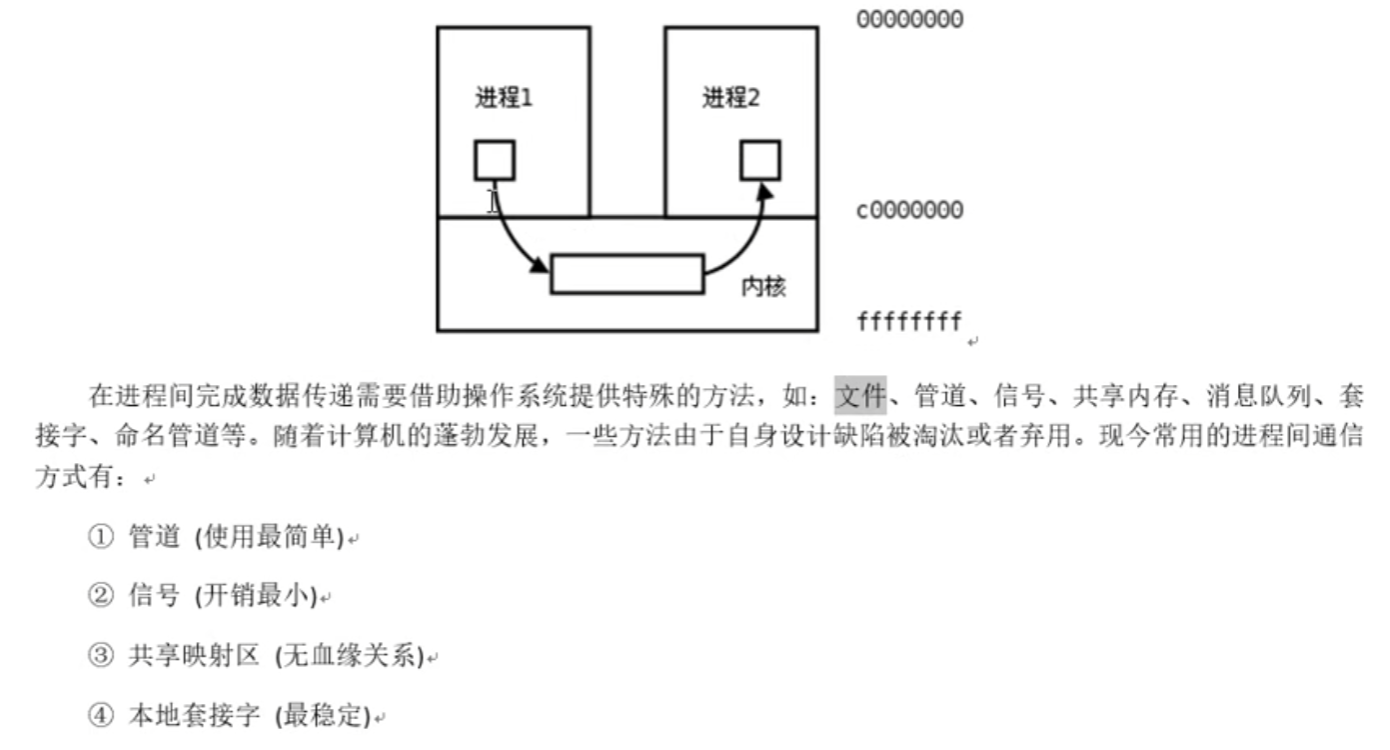 00000000
进程1
进程2
c0000000
内核
ffffffff
在进程间完成数据传递需要借助操作系统提供特殊的方法，如：文件、管道、信号、共享内存、消息队列、套
接字、命名管道等。随着计算机的蓬勃发展，一些方法由于自身设计缺陷被淘汰或者弃用。现今常用的进程间通信
方式有：
① 管道 (使用最简单)
② 信号 (开销最小)
③ 共享映射区 (无血缘关系)
④ 本地套接字 (最稳定)